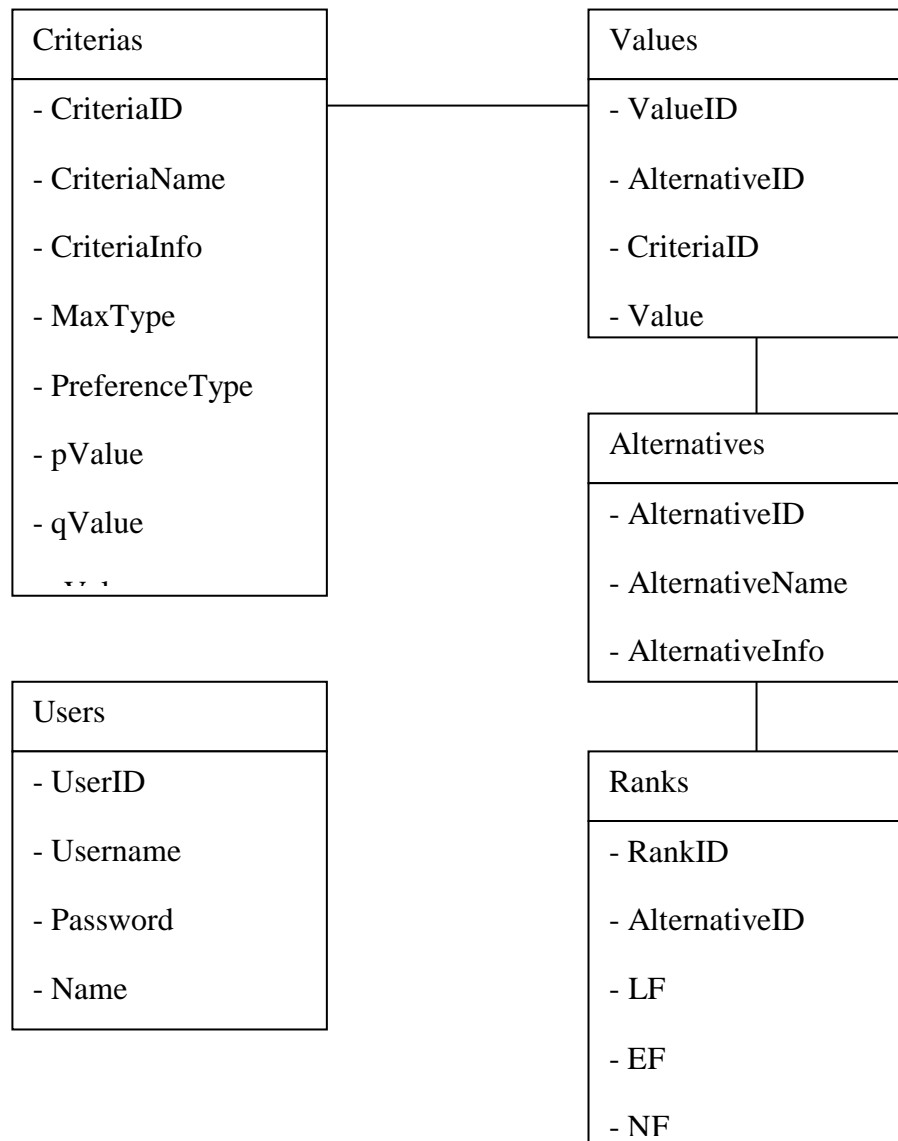 Criterias
- CriteriaID
- CriteriaName
- CriteriaInfo
- MaxType
- PreferenceType
- pValue
- qValue
Values
- ValueID
- AlternativeID
- CriteriaID
- Value
Alternatives
- AlternativeID
- AlternativeName
- AlternativeInfo
Users
- UserID
- Username
- Password
- Name
Ranks
- RankID
- AlternativeID
- LF
- EF
- NF